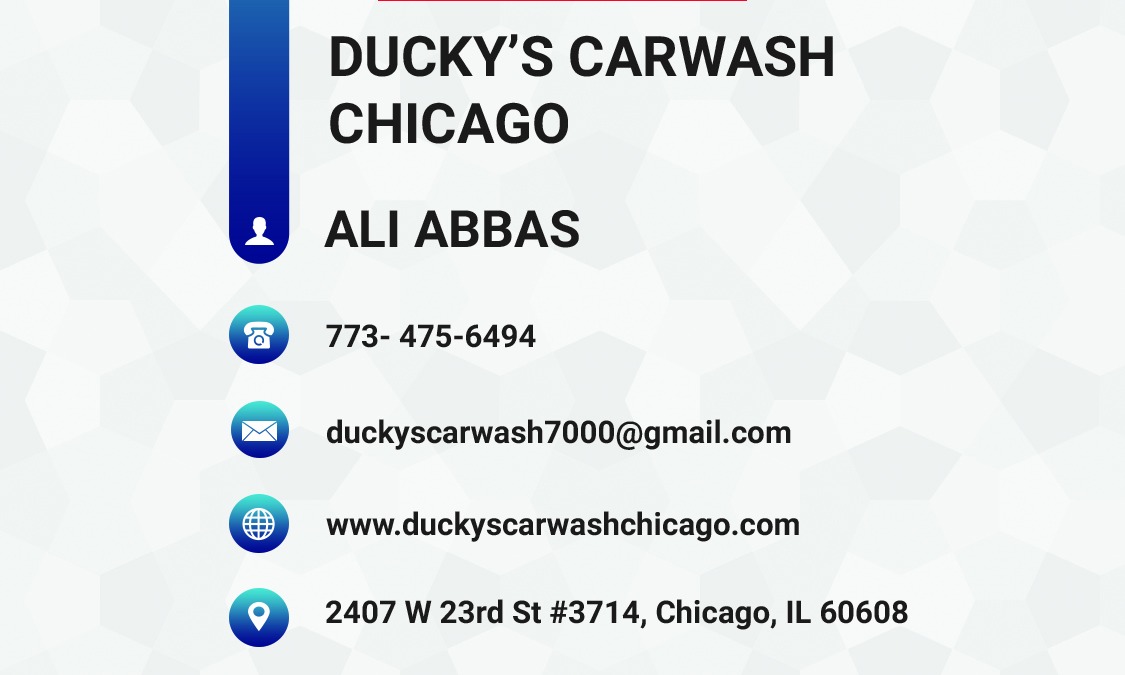 DUCKY’S CARWASH
CHICAGO
ALI ABBAS
773- 475-6494
duckyscarwash7000@gmail.com
www.duckyscarwashchicago.com
2407 W 23rd St #3714, Chicago, IL 60608